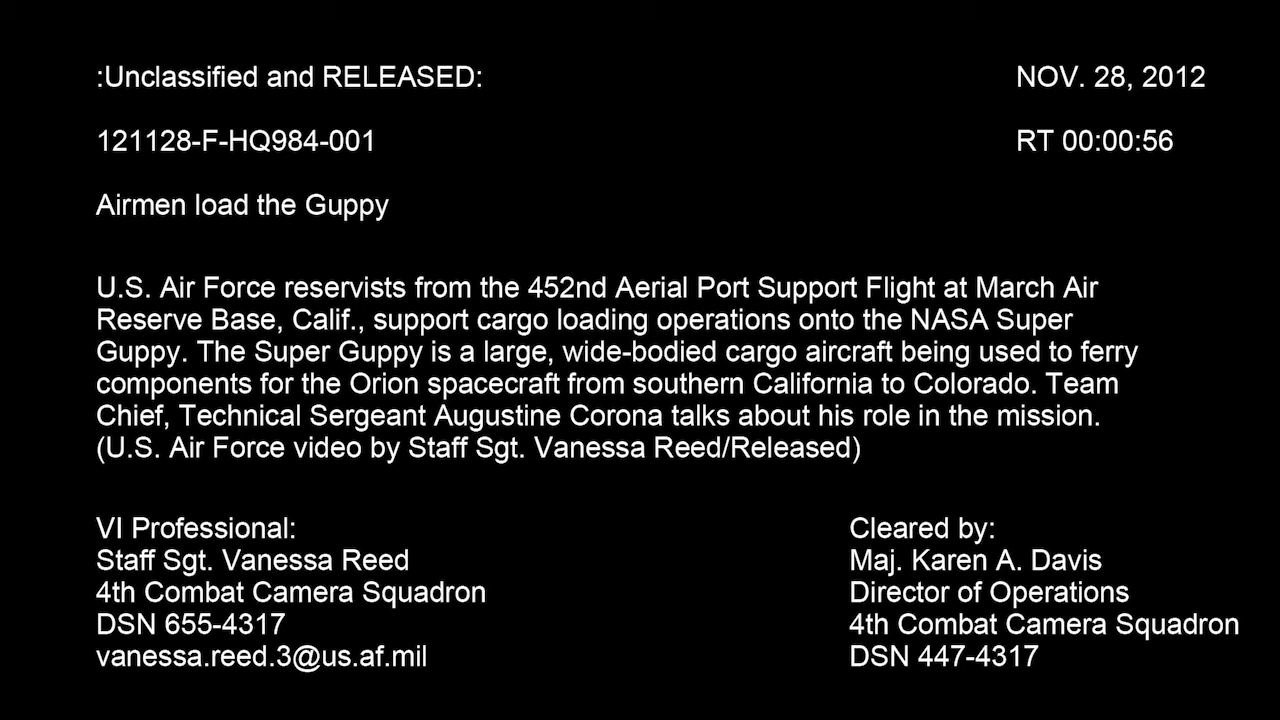 :Unclassified and RELEASED:
NOV. 28, 2012
121128-F-HQ984-001
RT 00:00:56
Airmen load the Guppy
U.S. Air Force reservists from the 452nd Aerial Port Support Flight at March Air
Reserve Base, Calif., support cargo loading operations onto the NASA Super
Guppy. The Super Guppy is a large, wide-bodied cargo aircraft being used to ferry
components for the Orion spacecraft from southern California to Colorado. Team
Chief, Technical Sergeant Augustine Corona talks about his role in the mission.
(U.S. Air Force video by Staff Sgt. Vanessa Reed/Released)
VI Professional:
Staff Sgt. Vanessa Reed
4th Combat Camera Squadron
DSN 655-4317
vanessa.reed.3@us.af.mil
Cleared by:
Maj. Karen A. Davis
Director of Operations
4th Combat Camera Squadron
DSN 447-4317